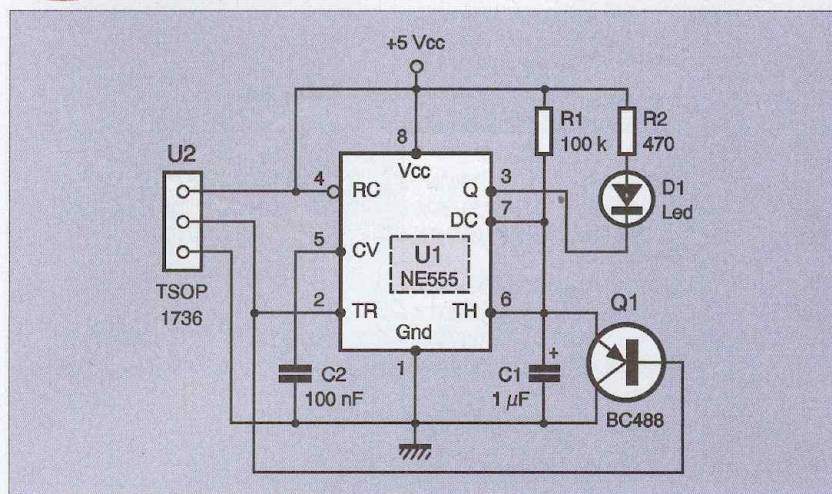 +5 Vcc
R1
100 k
R2
470
U2
8
Vcc
4
RC
Q
3
D1
Led
DC
7
5
CV
U1
NE555
TSOP
1736
2
TR
TH
6
Q1
Gnd
1
C2
100 nF
C1
+
1 µF
BC488